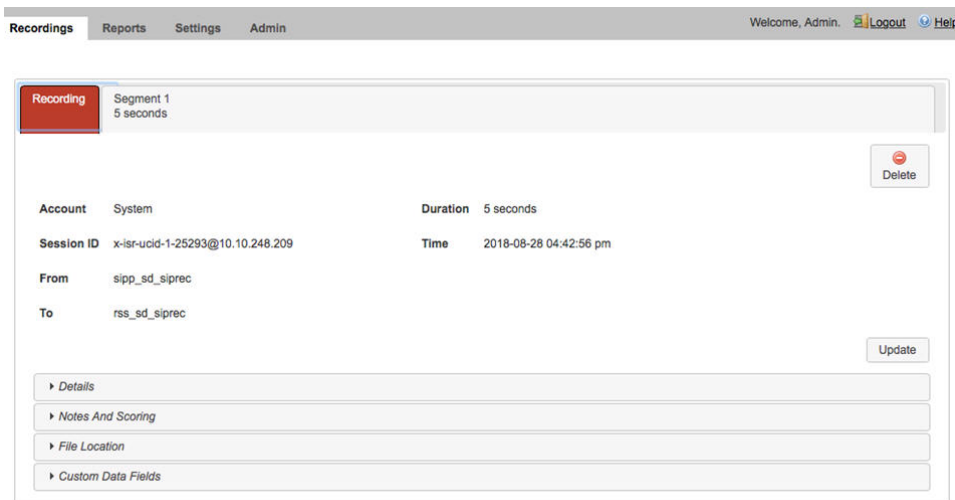 Recordings Reports Settings Admin Welcome, Admin. Logout Help
Recording Segment 1
5 seconds
Delete
Account System Duration 5 seconds
Session ID x-isr-ucid-1-25293@10.10.248.209 Time 2018-08-28 04:42:56 pm
From sipp_sd_siprec
To rss_sd_siprec
Update
Details
Notes And Scoring
File Location
Custom Data Fields